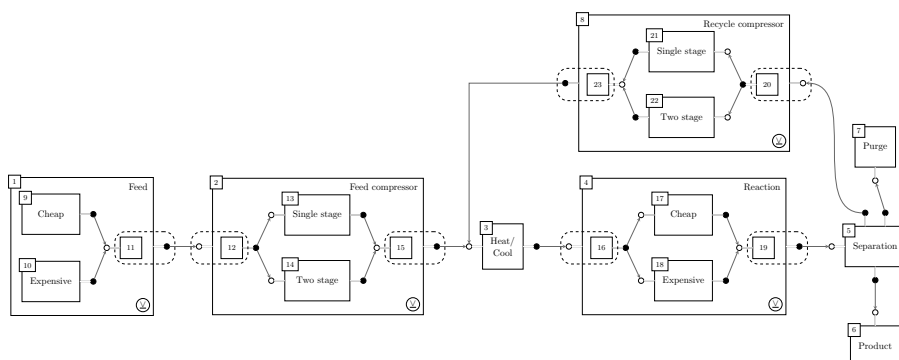 8
Recycle compressor
21
Single stage
23
20
22
Two stage
⊻
7
Purge
1
Feed
9
Cheap
11
10
Expensive
⊻
2
Feed compressor
13
Single stage
12
15
14
Two stage
⊻
3
Heat/
Cool
4
Reaction
17
Cheap
16
19
18
Expensive
⊻
5
Separation
6
Product